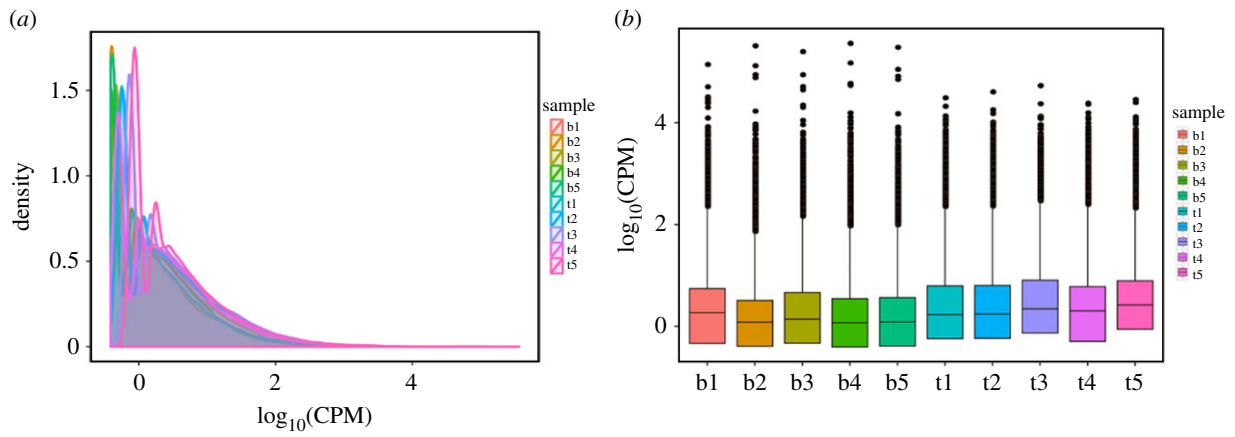 (a)
density
1.5
1.0
0.5
0
0 2 4
log10(CPM)
sample
b1
b2
b3
b4
b5
t1
t2
t3
t4
t5
(b)
log10(CPM)
4
2
0
b1 b2 b3 b4 b5 t1 t2 t3 t4 t5
sample
b1
b2
b3
b4
b5
t1
t2
t3
t4
t5